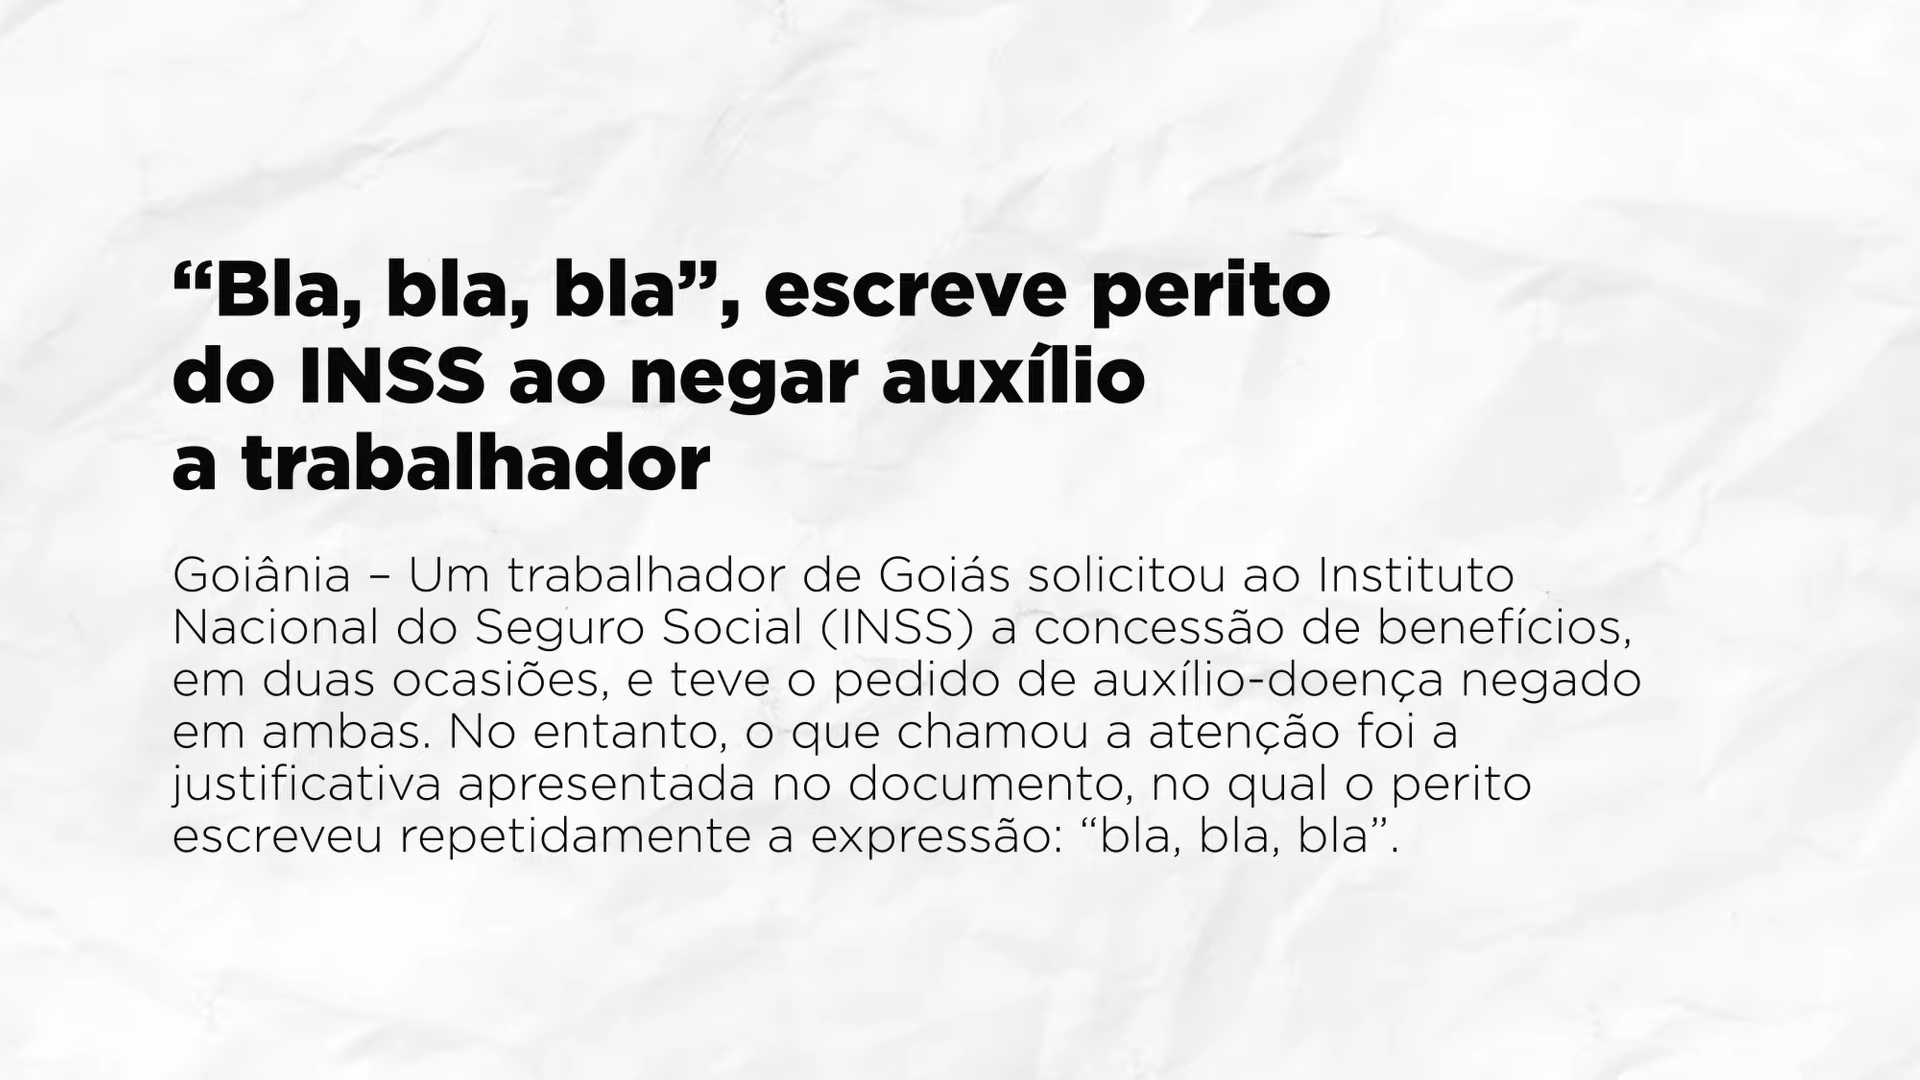 “Bla, bla, bla”, escreve perito
do INSS ao negar auxílio
a trabalhador
Goiânia – Um trabalhador de Goiás solicitou ao Instituto
Nacional do Seguro Social (INSS) a concessão de benefícios,
em duas ocasiões, e teve o pedido de auxílio-doença negado
em ambas. No entanto, o que chamou a atenção foi a
justificativa apresentada no documento, no qual o perito
escreveu repetidamente a expressão: “bla, bla, bla”.